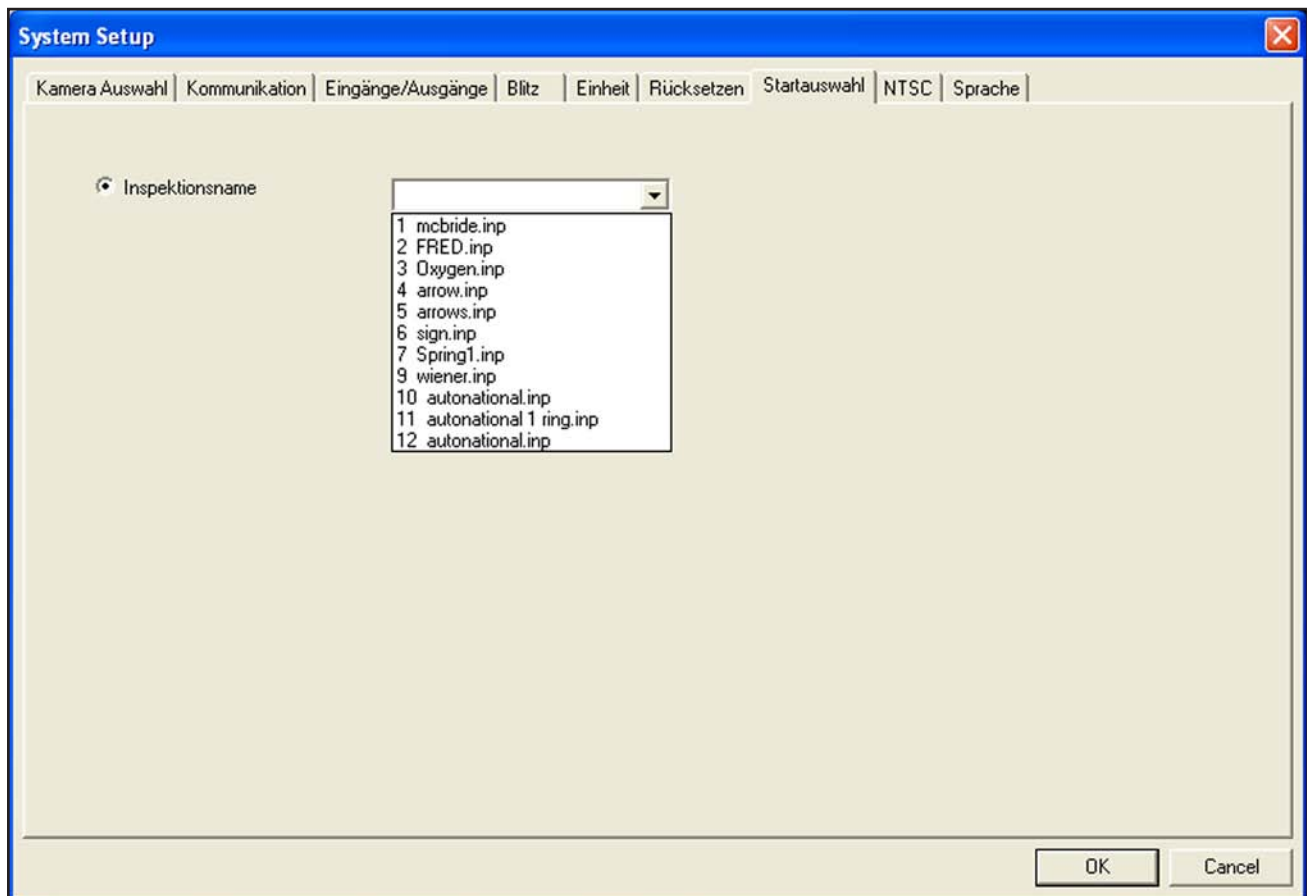 System Setup
Kamera Auswahl Kommunikation Eingänge/Ausgänge Blitz Einheit Rücksetzen Startauswahl NTSC Sprache
Inspektionsname
1 mcbride.inp
2 FRED.inp
3 Oxygen.inp
4 arrow.inp
5 arrows.inp
6 sign.inp
7 Spring1.inp
9 wiener.inp
10 autonational.inp
11 autonational 1 ring.inp
12 autonational.inp
OK Cancel